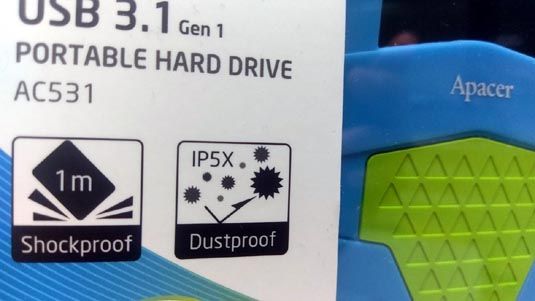 USB 3.1 Gen 1
PORTABLE HARD DRIVE
AC531
Apacer
1m
Shockproof
IP5X
Dustproof